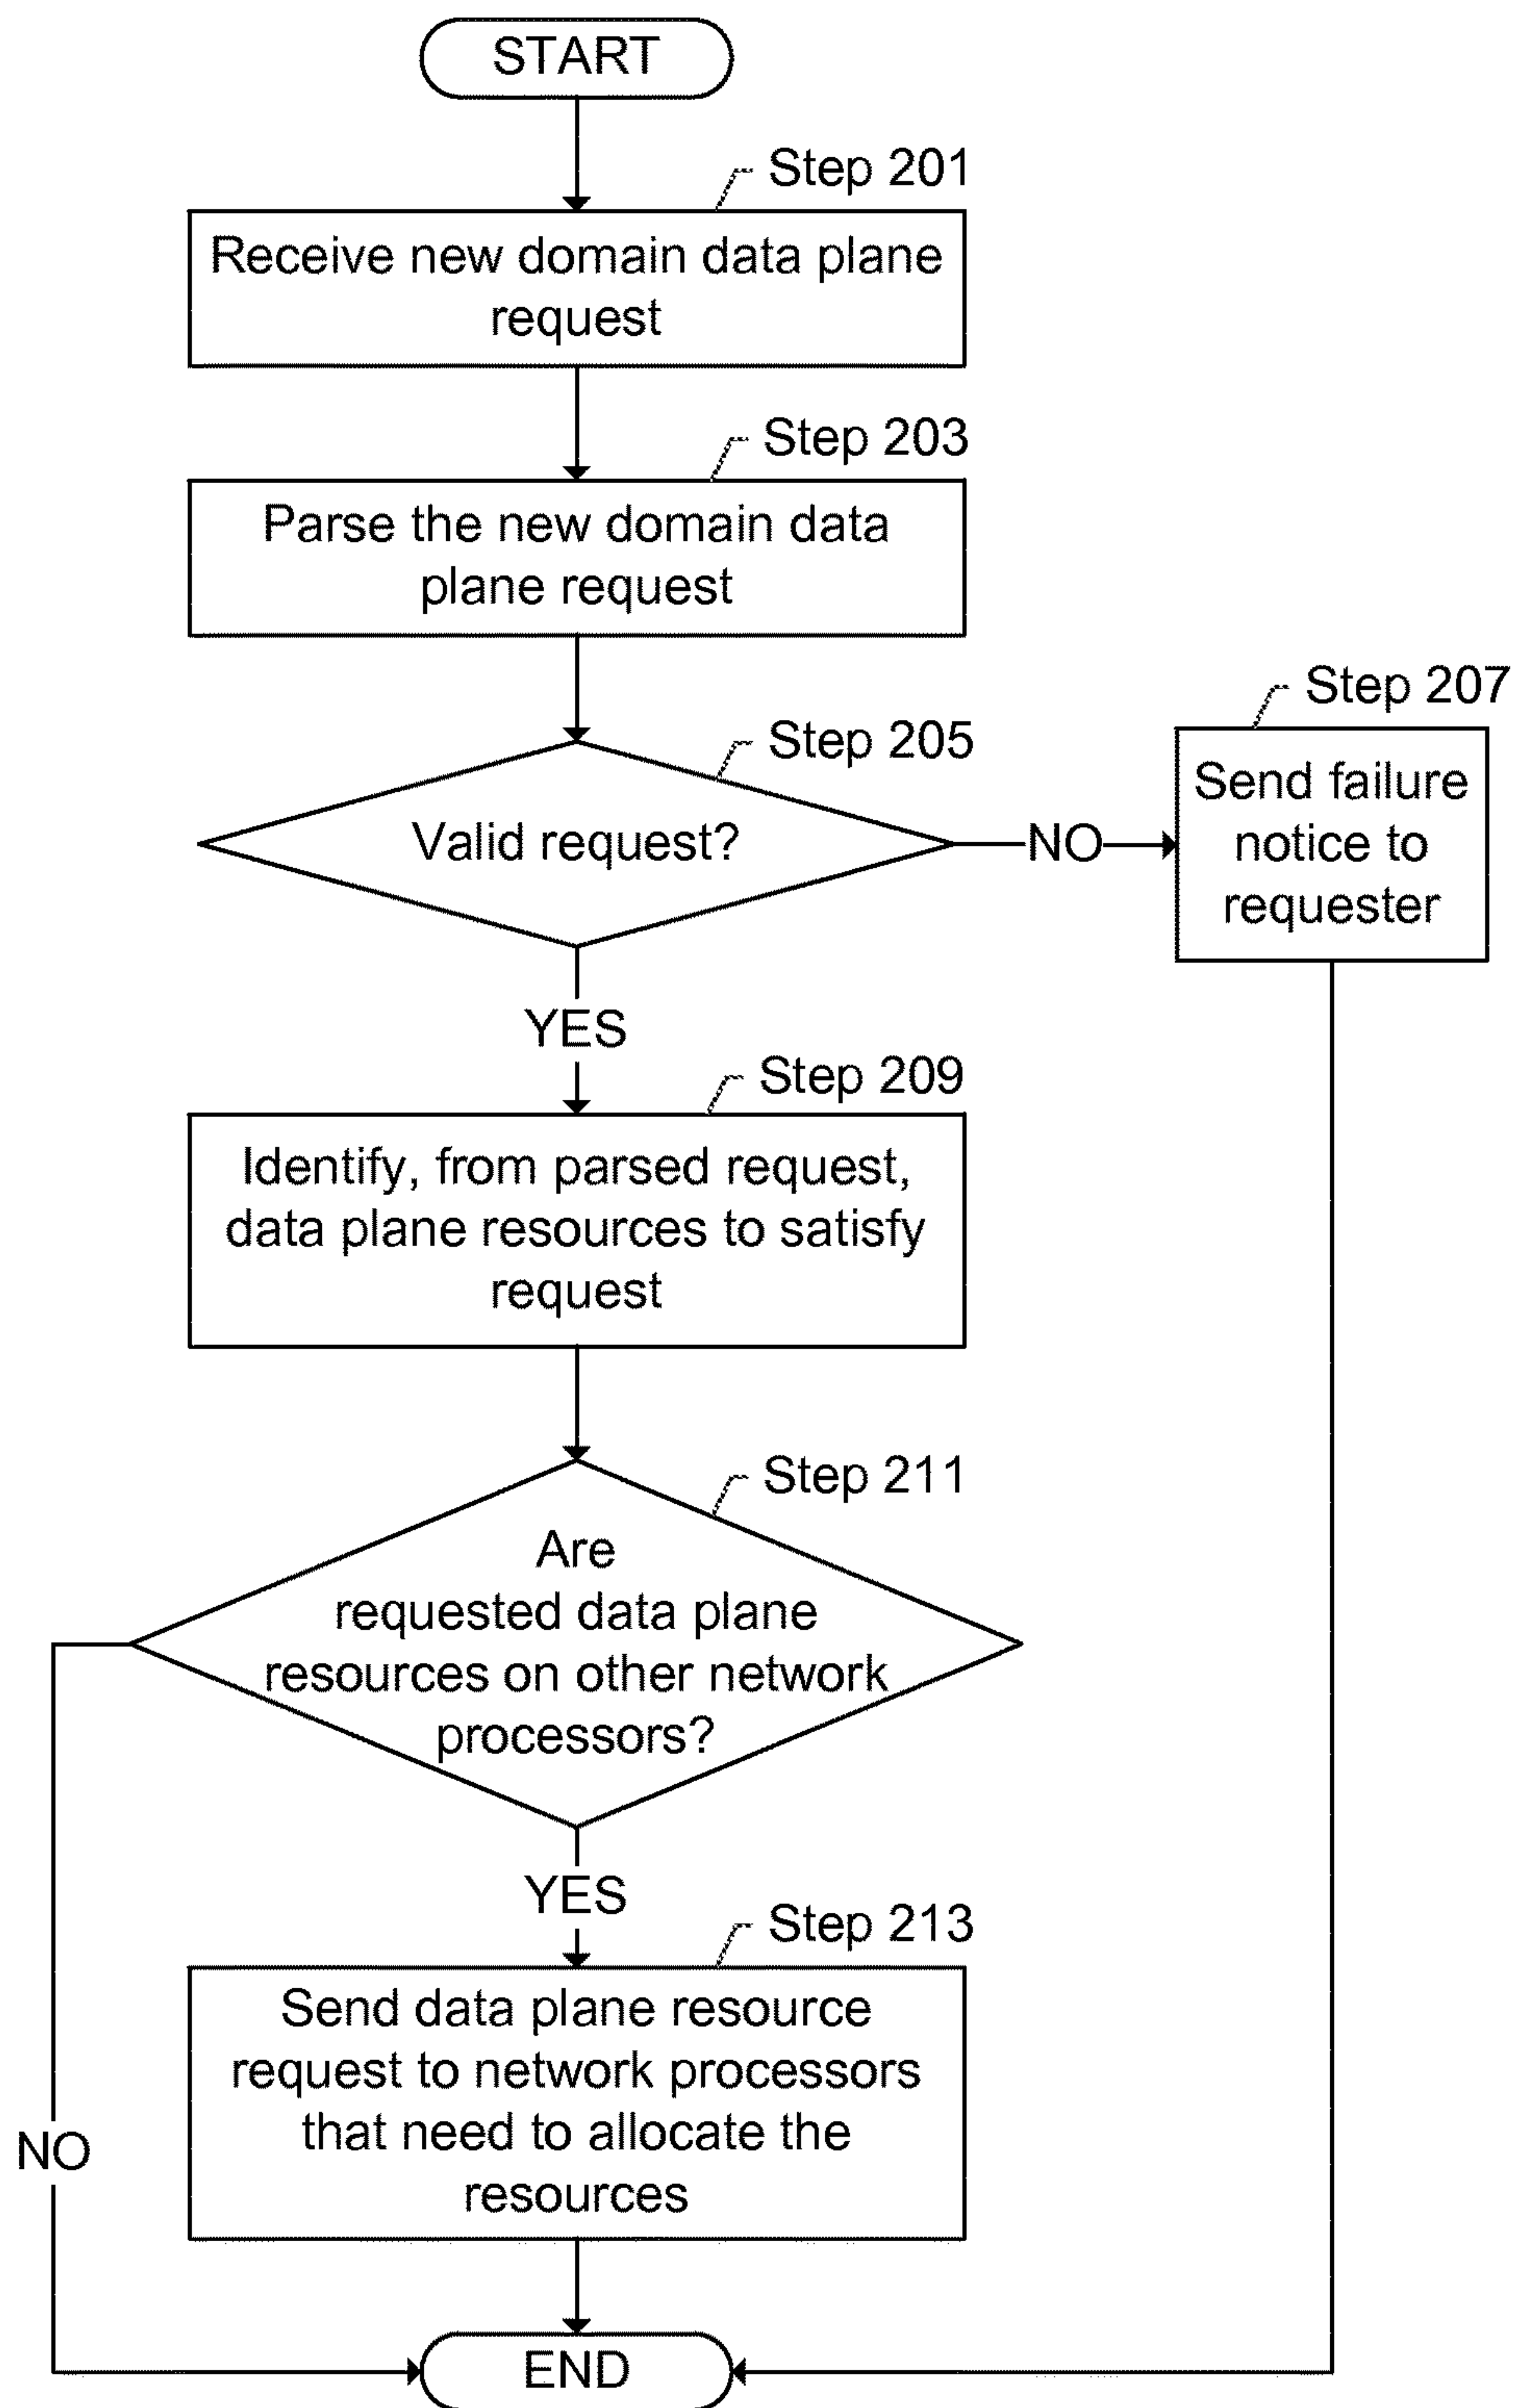 START
Step 201
Receive new domain data plane
request
Step 203
Parse the new domain data
plane request
Step 205
Valid request?
NO
Step 207
Send failure
notice to
requester
YES
Step 209
Identify, from parsed request,
data plane resources to satisfy
request
Step 211
Are
requested data plane
resources on other network
processors?
YES
Step 213
Send data plane resource
request to network processors
that need to allocate the
resources
NO
END